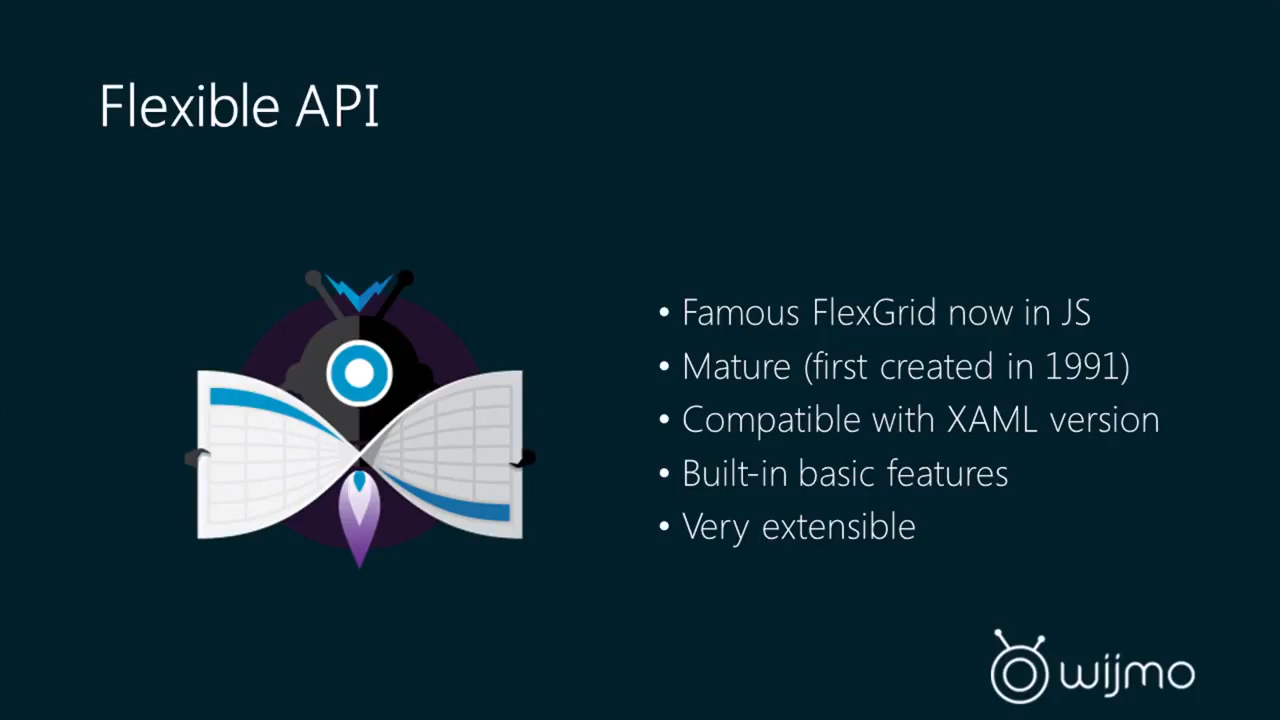 Flexible API
• Famous FlexGrid now in JS
• Mature (first created in 1991)
• Compatible with XAML version
• Built-in basic features
• Very extensible
wijmo